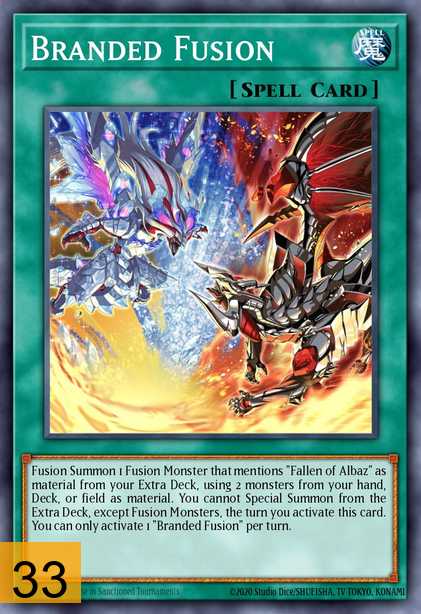 Branded Fusion
SPELL
魔
[ Spell Card ]
Fusion Summon 1 Fusion Monster that mentions "Fallen of Albaz" as
material from your Extra Deck, using 2 monsters from your hand,
Deck, or field as material. You cannot Special Summon from the
Extra Deck, except Fusion Monsters, the turn you activate this card.
You can only activate 1 "Branded Fusion" per turn.
33
in Sanctioned Tournaments
©2020 Studio Dice/SHUEISHA, TV TOKYO, KONAMI